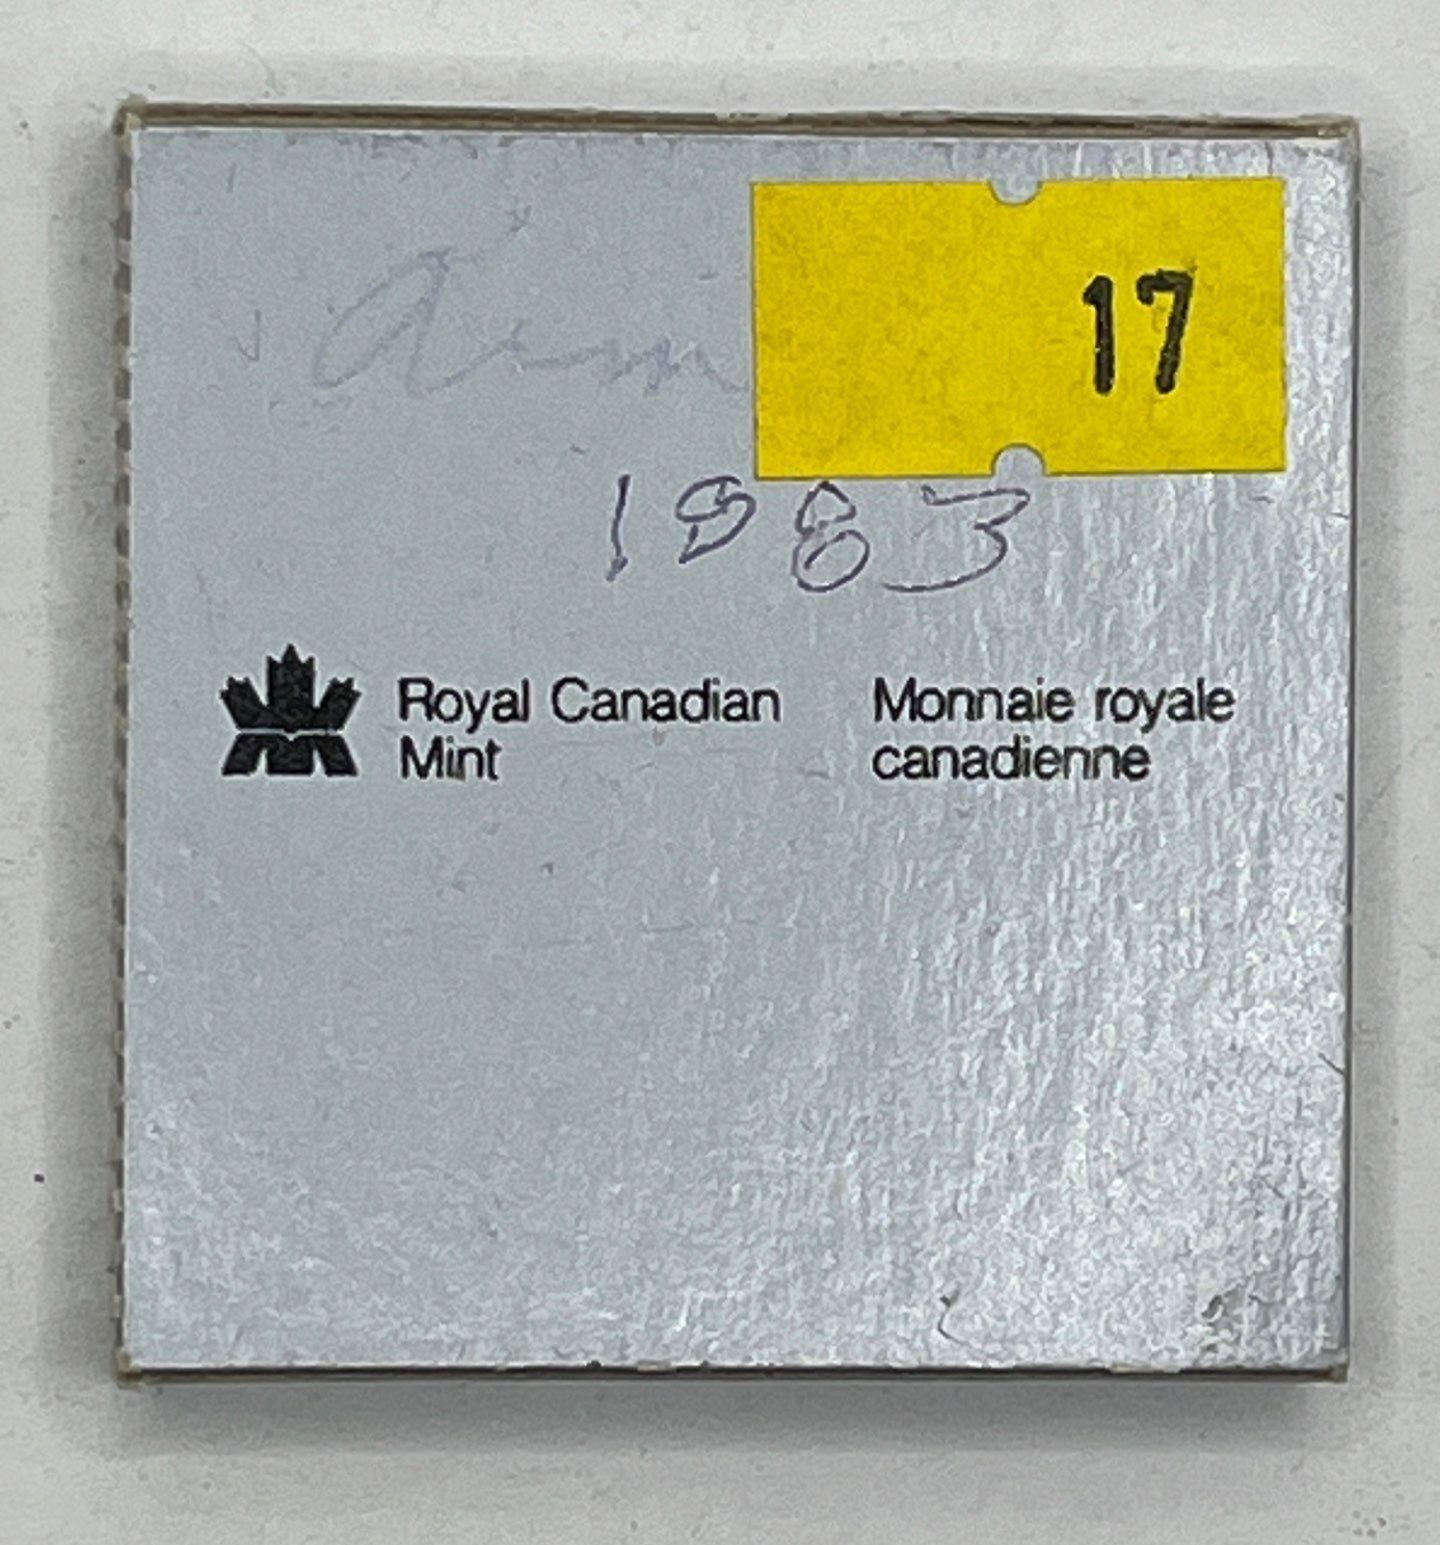 17
1983
Royal Canadian
Mint
Monnaie royale
canadienne